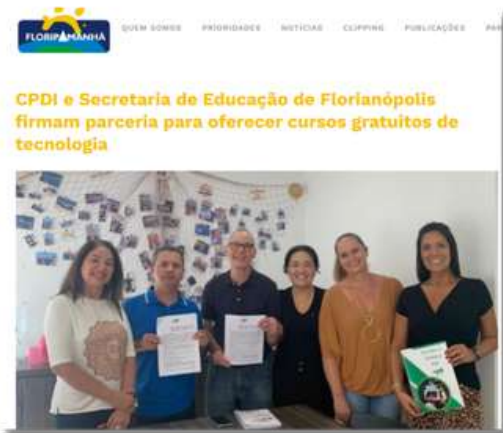 FLORIPAMANHÃ
QUEM SOMOS PRIORIDADES NOTÍCIAS CLIPPING PUBLICAÇÕES PAR
CPDI e Secretaria de Educação de Florianópolis
firmam parceria para oferecer cursos gratuitos de
tecnologia